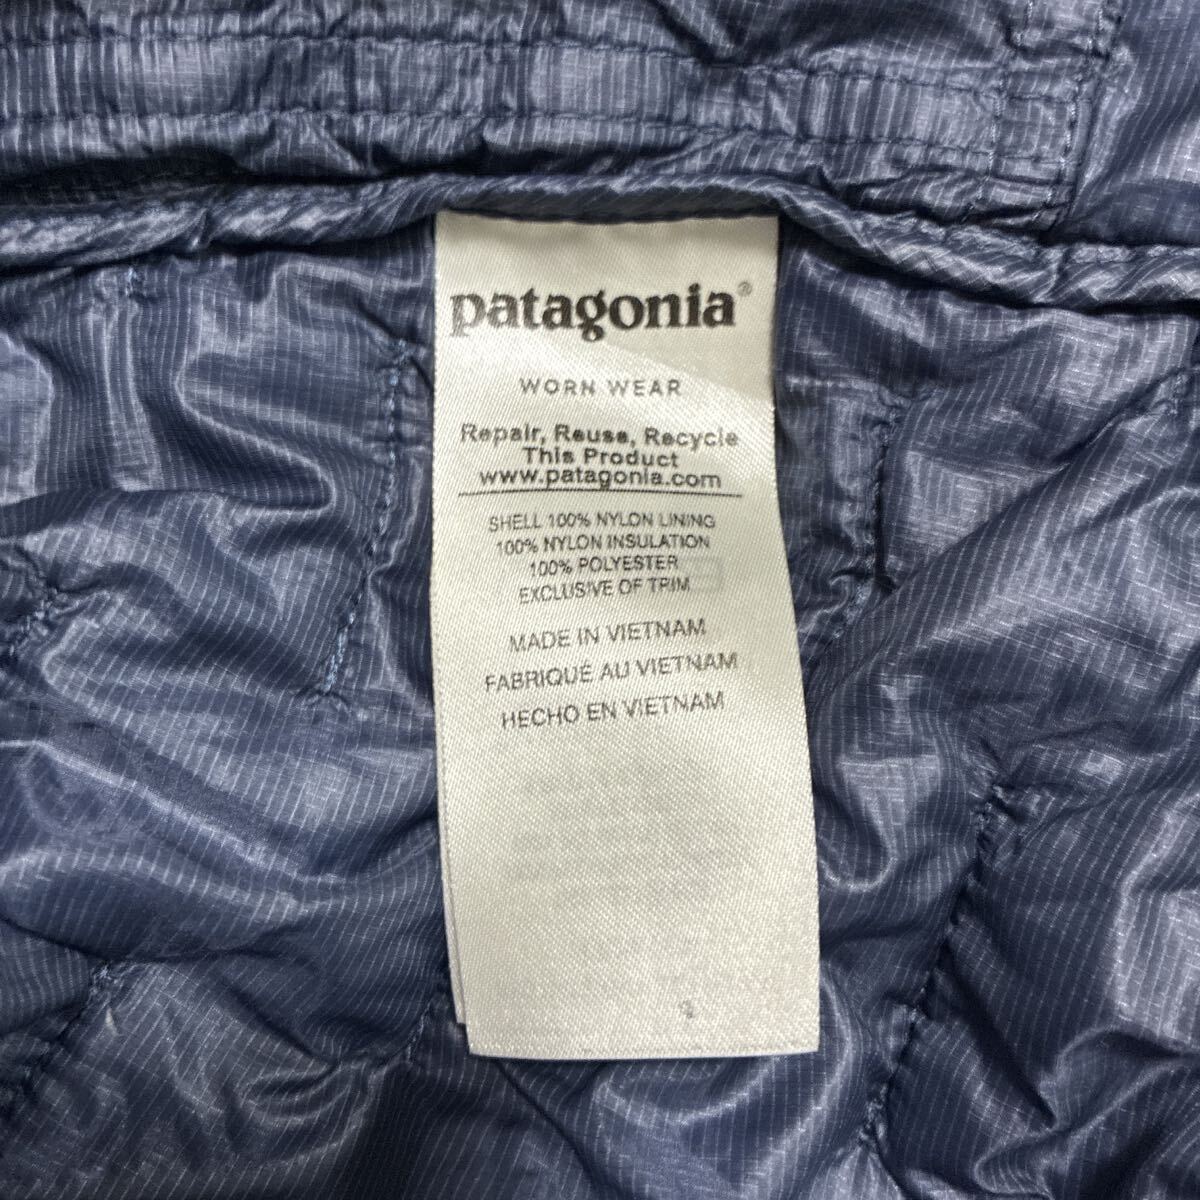 patagonia®
WORN WEAR
Repair, Reuse, Recycle
This Product
www.patagonia.com
SHELL 100% NYLON LINING
100% NYLON INSULATION
100% POLYESTER
EXCLUSIVE OF TRIM
MADE IN VIETNAM
FABRIQUÉ AU VIETNAM
HECHO EN VIETNAM